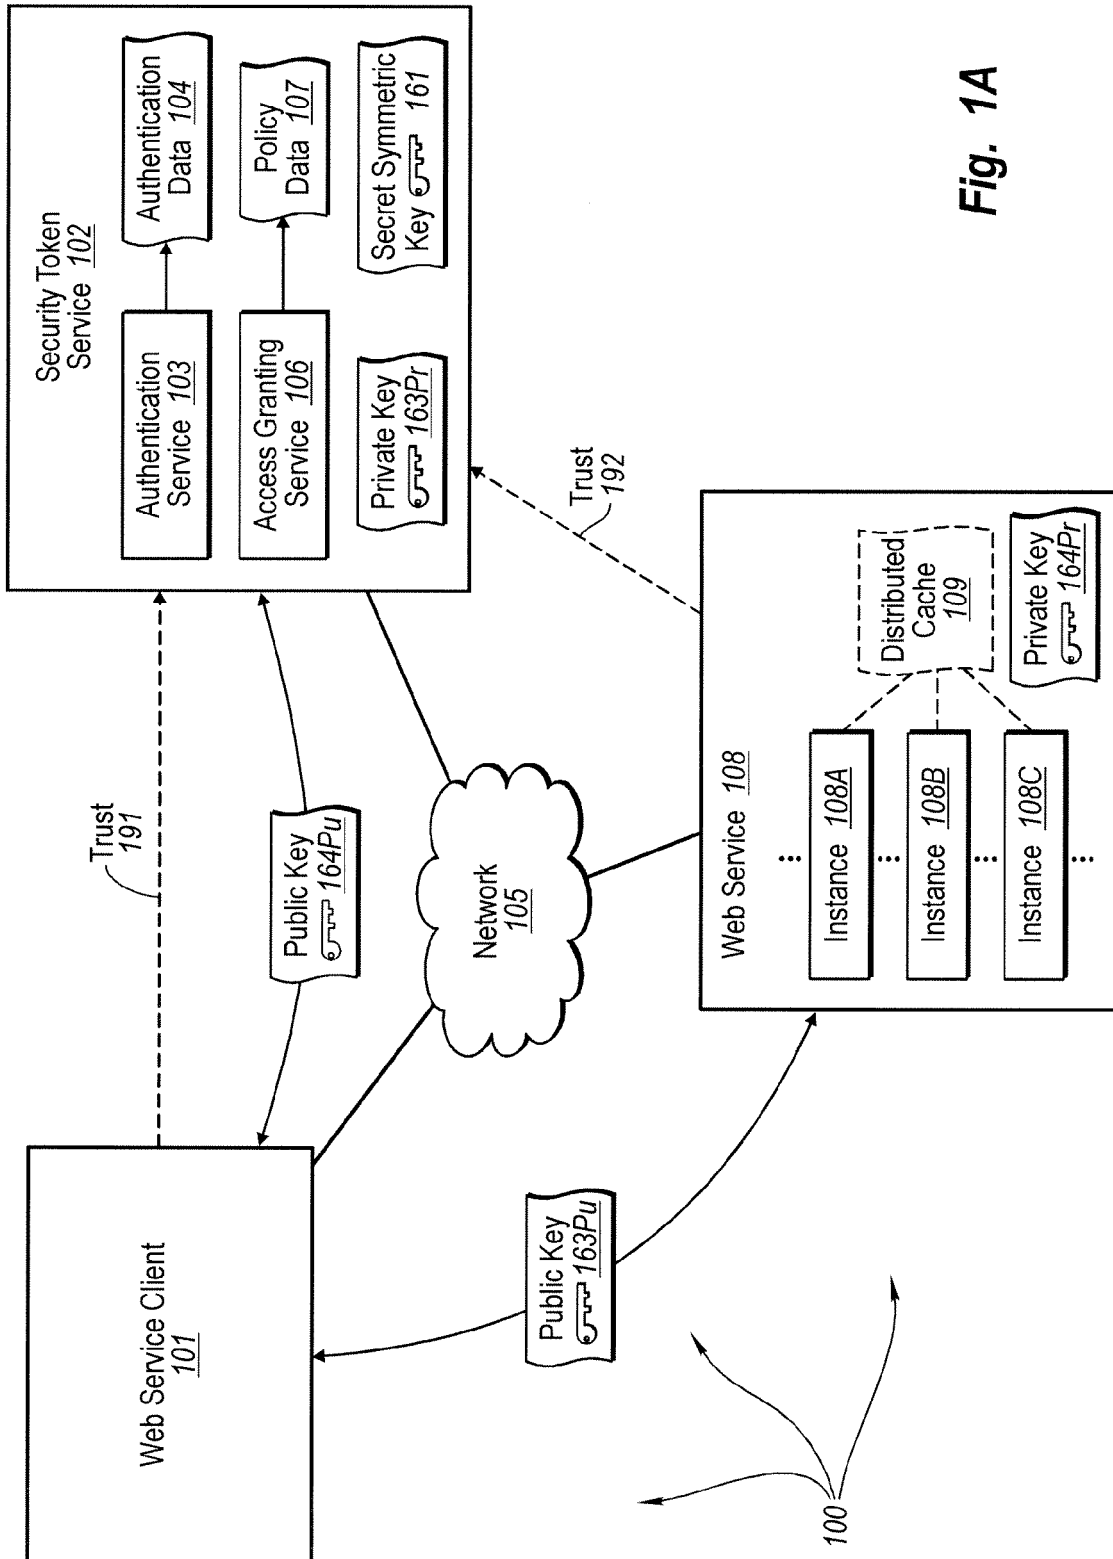 Web Service Client
101
Trust
191
Security Token
Service 102
Authentication
Service 103
Authentication
Data 104
Access Granting
Service 106
Policy
Data 107
Private Key
163Pr
Secret Symmetric
Key 161
Public Key
164Pu
Network
105
Trust
192
Public Key
163Pu
Web Service 108
Instance 108A
Instance 108B
Instance 108C
Distributed
Cache
109
Private Key
164Pr
100
Fig. 1A